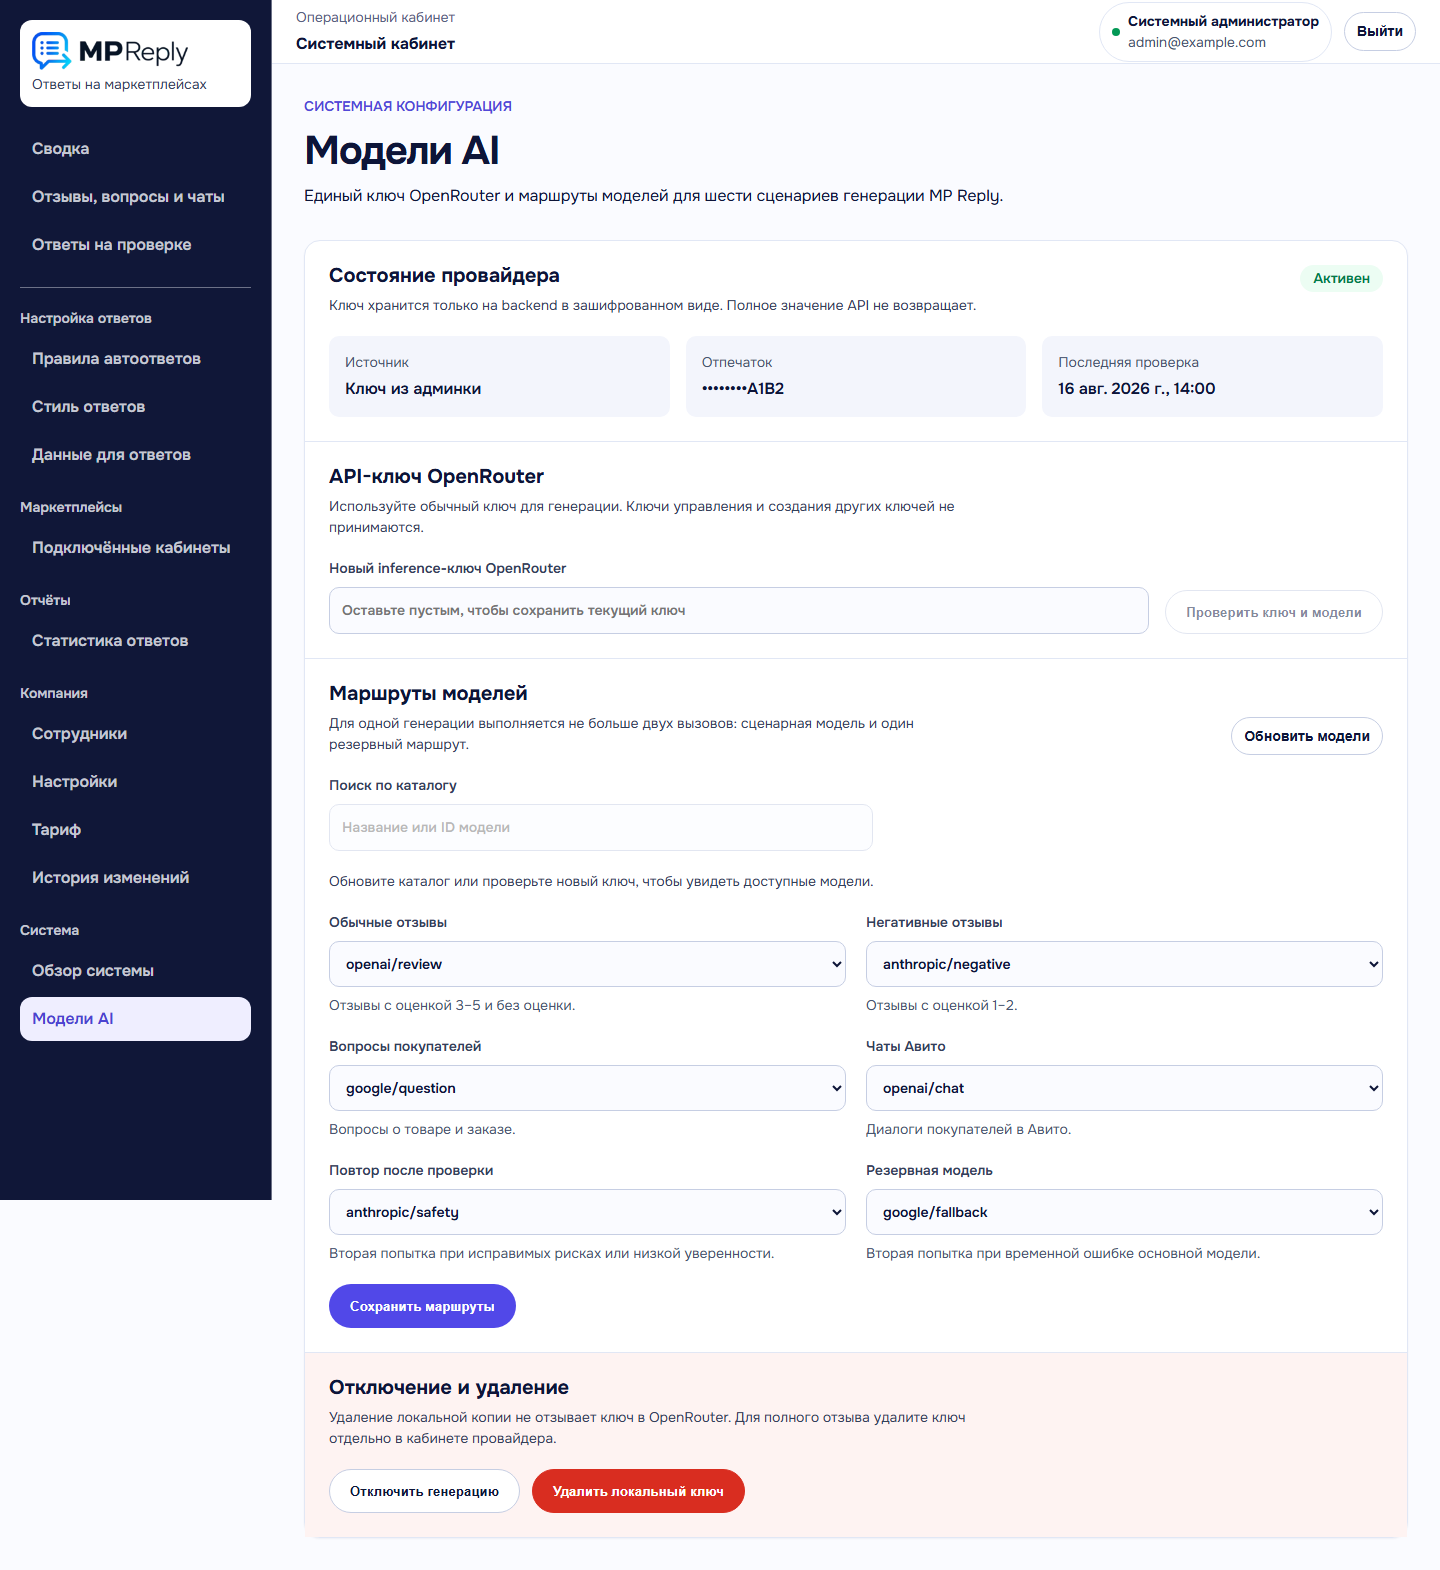 MPReply
Ответы на маркетплейсах
Сводка
Отзывы, вопросы и чаты
Ответы на проверке
Настройка ответов
Правила автоответов
Стиль ответов
Данные для ответов
Маркетплейсы
Подключённые кабинеты
Отчёты
Статистика ответов
Компания
Сотрудники
Настройки
Тариф
История изменений
Система
Обзор системы
Модели AI
Операционный кабинет
Системный кабинет
Системный администратор
admin@example.com
Выйти
СИСТЕМНАЯ КОНФИГУРАЦИЯ
Модели AI
Единый ключ OpenRouter и маршруты моделей для шести сценариев генерации MP Reply.
Состояние провайдера
Активен
Ключ хранится только на backend в зашифрованном виде. Полное значение API не возвращает.
Источник
Ключ из админки
Отпечаток
••••••••A1B2
Последняя проверка
16 авг. 2026 г., 14:00
API-ключ OpenRouter
Используйте обычный ключ для генерации. Ключи управления и создания других ключей не
принимаются.
Новый inference-ключ OpenRouter
Оставьте пустым, чтобы сохранить текущий ключ
Проверить ключ и модели
Маршруты моделей
Для одной генерации выполняется не больше двух вызовов: сценарная модель и один
резервный маршрут.
Обновить модели
Поиск по каталогу
Название или ID модели
Обновите каталог или проверьте новый ключ, чтобы увидеть доступные модели.
Обычные отзывы
openai/review
Отзывы с оценкой 3–5 и без оценки.
Негативные отзывы
anthropic/negative
Отзывы с оценкой 1–2.
Вопросы покупателей
google/question
Вопросы о товаре и заказе.
Чаты Авито
openai/chat
Диалоги покупателей в Авито.
Повтор после проверки
anthropic/safety
Вторая попытка при исправимых рисках или низкой уверенности.
Резервная модель
google/fallback
Вторая попытка при временной ошибке основной модели.
Сохранить маршруты
Отключение и удаление
Удаление локальной копии не отзывает ключ в OpenRouter. Для полного отзыва удалите ключ
отдельно в кабинете провайдера.
Отключить генерацию
Удалить локальный ключ